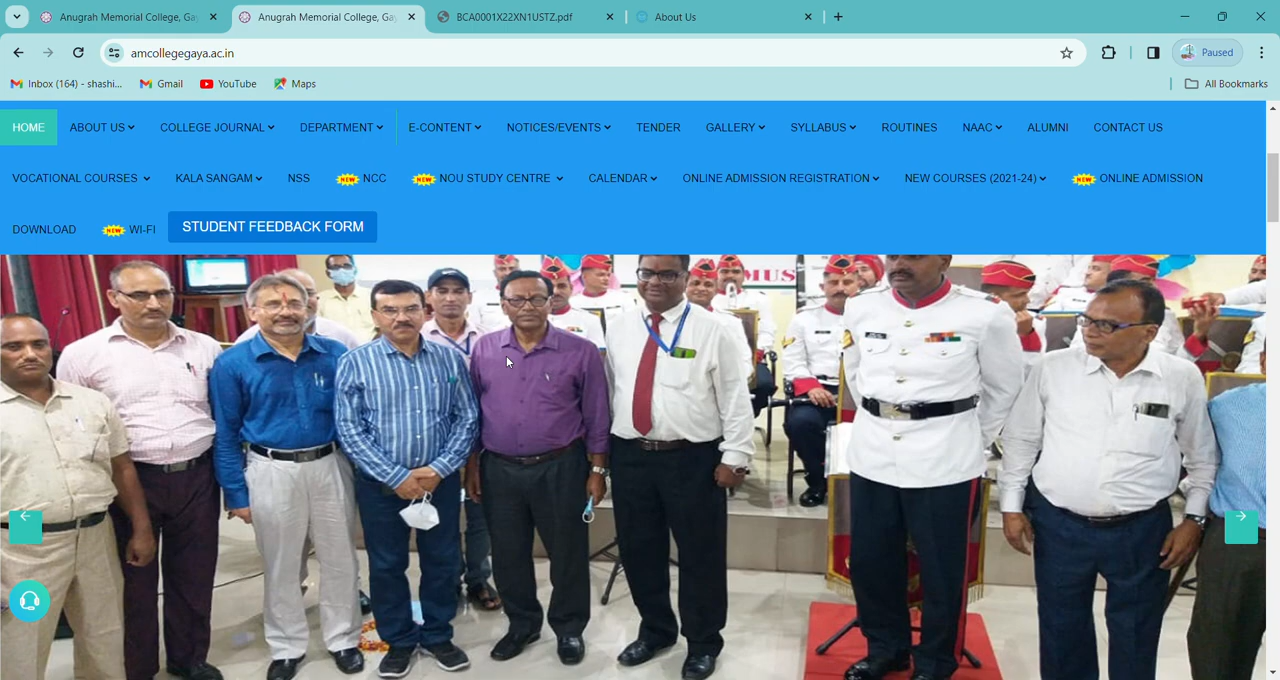 Anugrah Memorial College, Ga
Anugrah Memorial College, Ga
BCA0001X22XN1USTZ.pdf
About Us
amcollegegaya.ac.in
Paused
Inbox (164) - shashi...
Gmail
YouTube
Maps
All Bookmarks
HOME ABOUT US COLLEGE JOURNAL DEPARTMENT E-CONTENT NOTICES/EVENTS TENDER GALLERY SYLLABUS ROUTINES NAAC ALUMNI CONTACT US
VOCATIONAL COURSES KALA SANGAM NSS NEW NCC NEW NOU STUDY CENTRE CALENDAR ONLINE ADMISSION REGISTRATION NEW COURSES (2021-24) NEW ONLINE ADMISSION
DOWNLOAD NEW WI-FI STUDENT FEEDBACK FORM
MUS